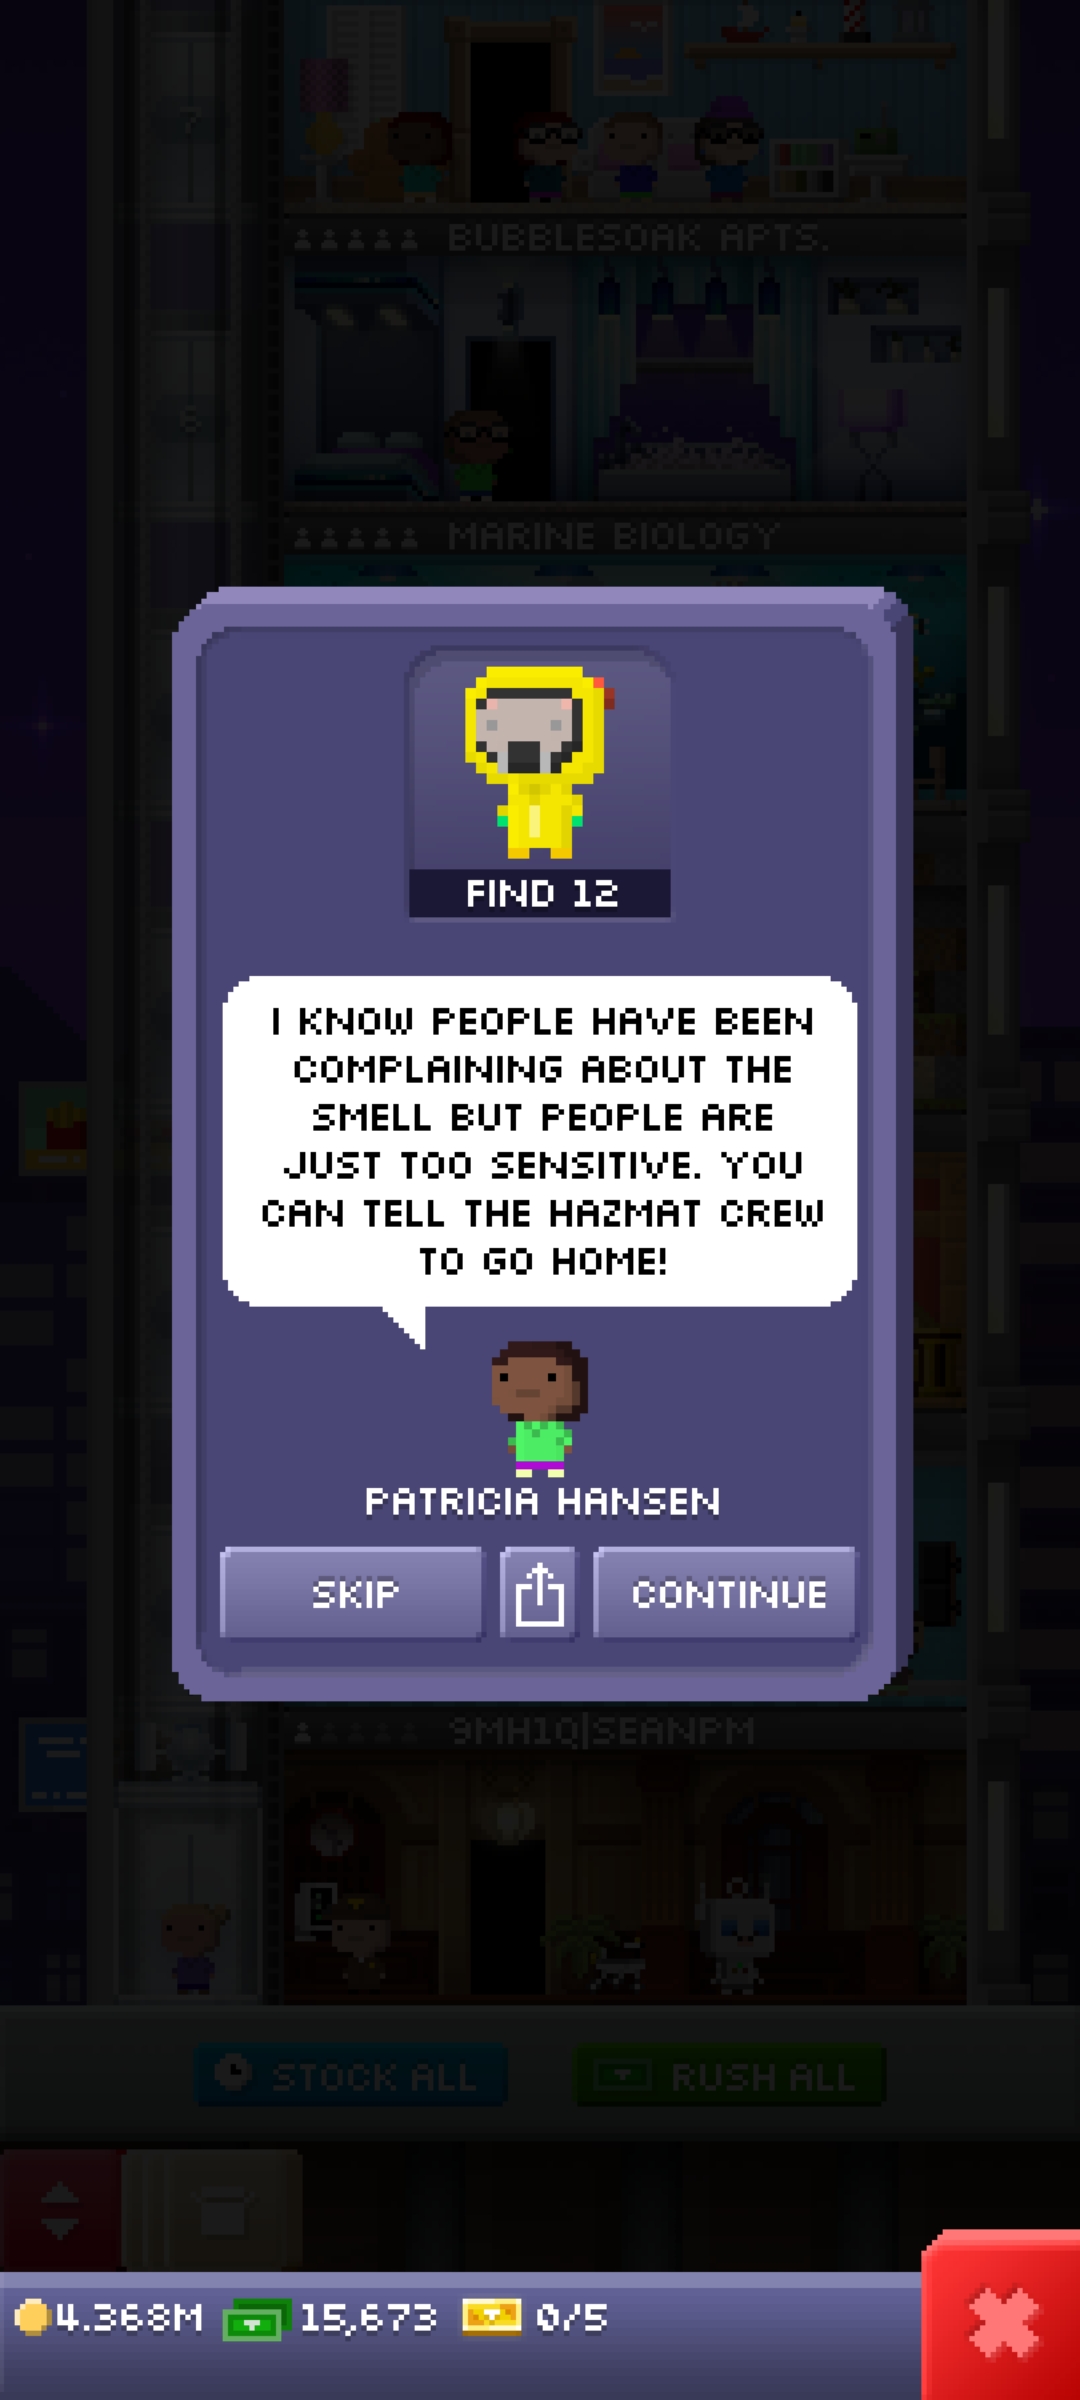 7
BUBBLESOAK APTS.
6
MARINE BIOLOGY
FIND 12
I KNOW PEOPLE HAVE BEEN
COMPLAINING ABOUT THE
SMELL BUT PEOPLE ARE
JUST TOO SENSITIVE. YOU
CAN TELL THE HAZMAT CREW
TO GO HOME!
PATRICIA HANSEN
SKIP
CONTINUE
9MH1Q|SEANPM
STOCK ALL
RUSH ALL
4.368M
15,673
0/5